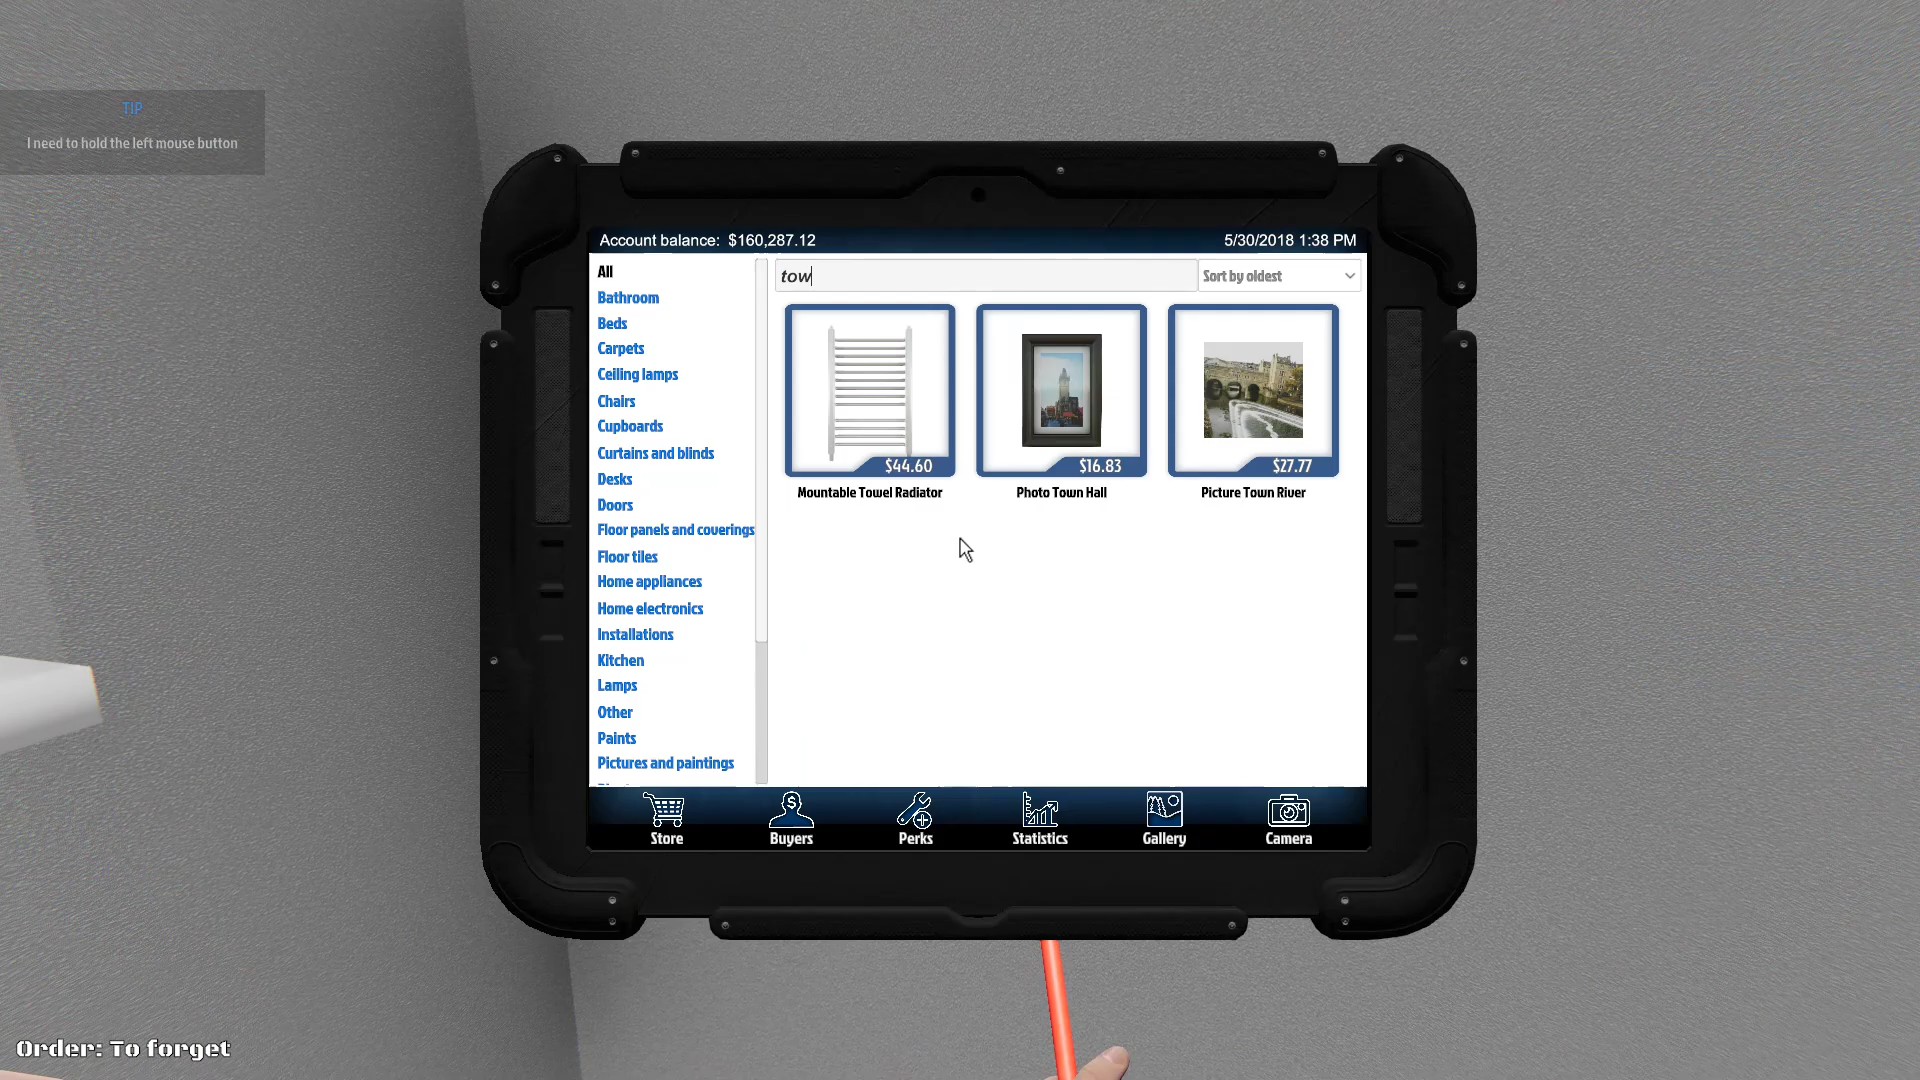 TIP
I need to hold the left mouse button
Account balance: $160,287.12
5/30/2018 1:38 PM
All
Bathroom
Beds
Carpets
Ceiling lamps
Chairs
Cupboards
Curtains and blinds
Desks
Doors
Floor panels and coverings
Floor tiles
Home appliances
Home electronics
Installations
Kitchen
Lamps
Other
Paints
Pictures and paintings
tow
Sort by oldest
$44.60
$16.83
$27.77
Mountable Towel Radiator
Photo Town Hall
Picture Town River
Store
Buyers
Perks
Statistics
Gallery
Camera
Order: To forget